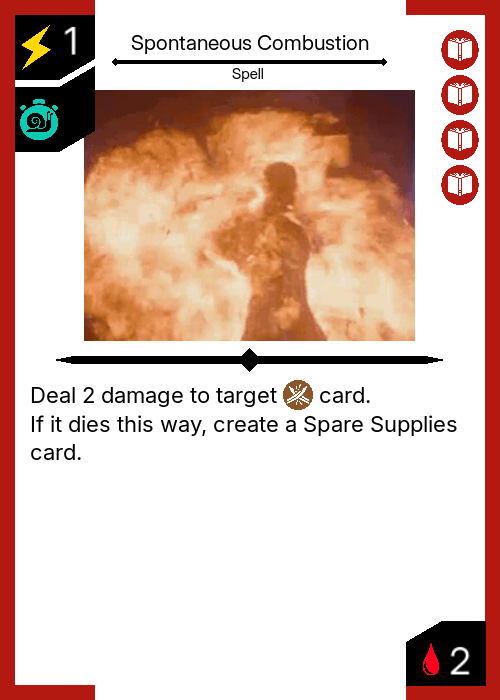 1
Spontaneous Combustion
Spell
Deal 2 damage to target card.
If it dies this way, create a Spare Supplies
card.
2